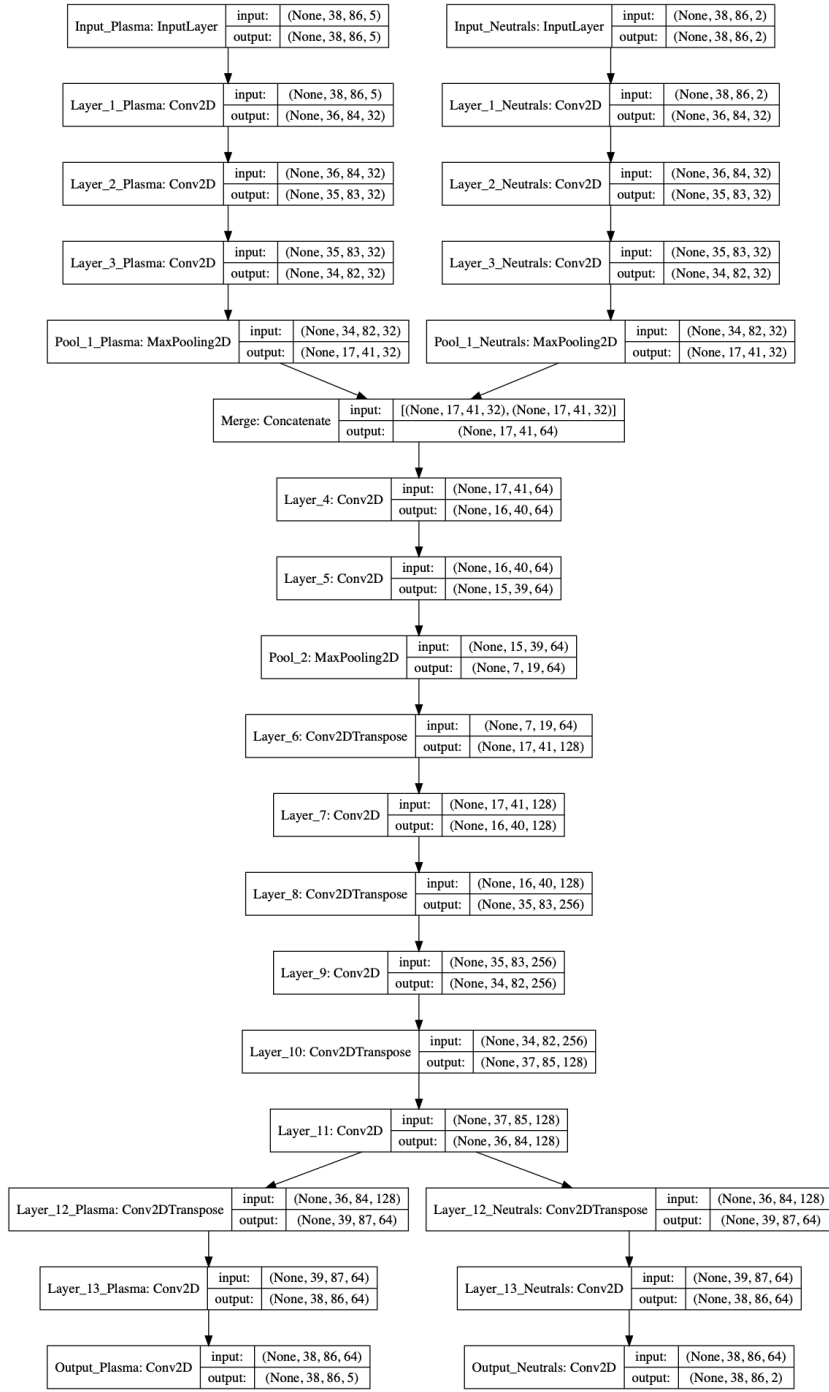 Input_Plasma: InputLayer
input: (None, 38, 86, 5)
output: (None, 38, 86, 5)
Input_Neutrals: InputLayer
input: (None, 38, 86, 2)
output: (None, 38, 86, 2)
Layer_1_Plasma: Conv2D
input: (None, 38, 86, 5)
output: (None, 36, 84, 32)
Layer_1_Neutrals: Conv2D
input: (None, 38, 86, 2)
output: (None, 36, 84, 32)
Layer_2_Plasma: Conv2D
input: (None, 36, 84, 32)
output: (None, 35, 83, 32)
Layer_2_Neutrals: Conv2D
input: (None, 36, 84, 32)
output: (None, 35, 83, 32)
Layer_3_Plasma: Conv2D
input: (None, 35, 83, 32)
output: (None, 34, 82, 32)
Layer_3_Neutrals: Conv2D
input: (None, 35, 83, 32)
output: (None, 34, 82, 32)
Pool_1_Plasma: MaxPooling2D
input: (None, 34, 82, 32)
output: (None, 17, 41, 32)
Pool_1_Neutrals: MaxPooling2D
input: (None, 34, 82, 32)
output: (None, 17, 41, 32)
Merge: Concatenate
input: [(None, 17, 41, 32), (None, 17, 41, 32)]
output: (None, 17, 41, 64)
Layer_4: Conv2D
input: (None, 17, 41, 64)
output: (None, 16, 40, 64)
Layer_5: Conv2D
input: (None, 16, 40, 64)
output: (None, 15, 39, 64)
Pool_2: MaxPooling2D
input: (None, 15, 39, 64)
output: (None, 7, 19, 64)
Layer_6: Conv2DTranspose
input: (None, 7, 19, 64)
output: (None, 17, 41, 128)
Layer_7: Conv2D
input: (None, 17, 41, 128)
output: (None, 16, 40, 128)
Layer_8: Conv2DTranspose
input: (None, 16, 40, 128)
output: (None, 35, 83, 256)
Layer_9: Conv2D
input: (None, 35, 83, 256)
output: (None, 34, 82, 256)
Layer_10: Conv2DTranspose
input: (None, 34, 82, 256)
output: (None, 37, 85, 128)
Layer_11: Conv2D
input: (None, 37, 85, 128)
output: (None, 36, 84, 128)
Layer_12_Plasma: Conv2DTranspose
input: (None, 36, 84, 128)
output: (None, 39, 87, 64)
Layer_12_Neutrals: Conv2DTranspose
input: (None, 36, 84, 128)
output: (None, 39, 87, 64)
Layer_13_Plasma: Conv2D
input: (None, 39, 87, 64)
output: (None, 38, 86, 64)
Layer_13_Neutrals: Conv2D
input: (None, 39, 87, 64)
output: (None, 38, 86, 64)
Output_Plasma: Conv2D
input: (None, 38, 86, 64)
output: (None, 38, 86, 5)
Output_Neutrals: Conv2D
input: (None, 38, 86, 64)
output: (None, 38, 86, 2)